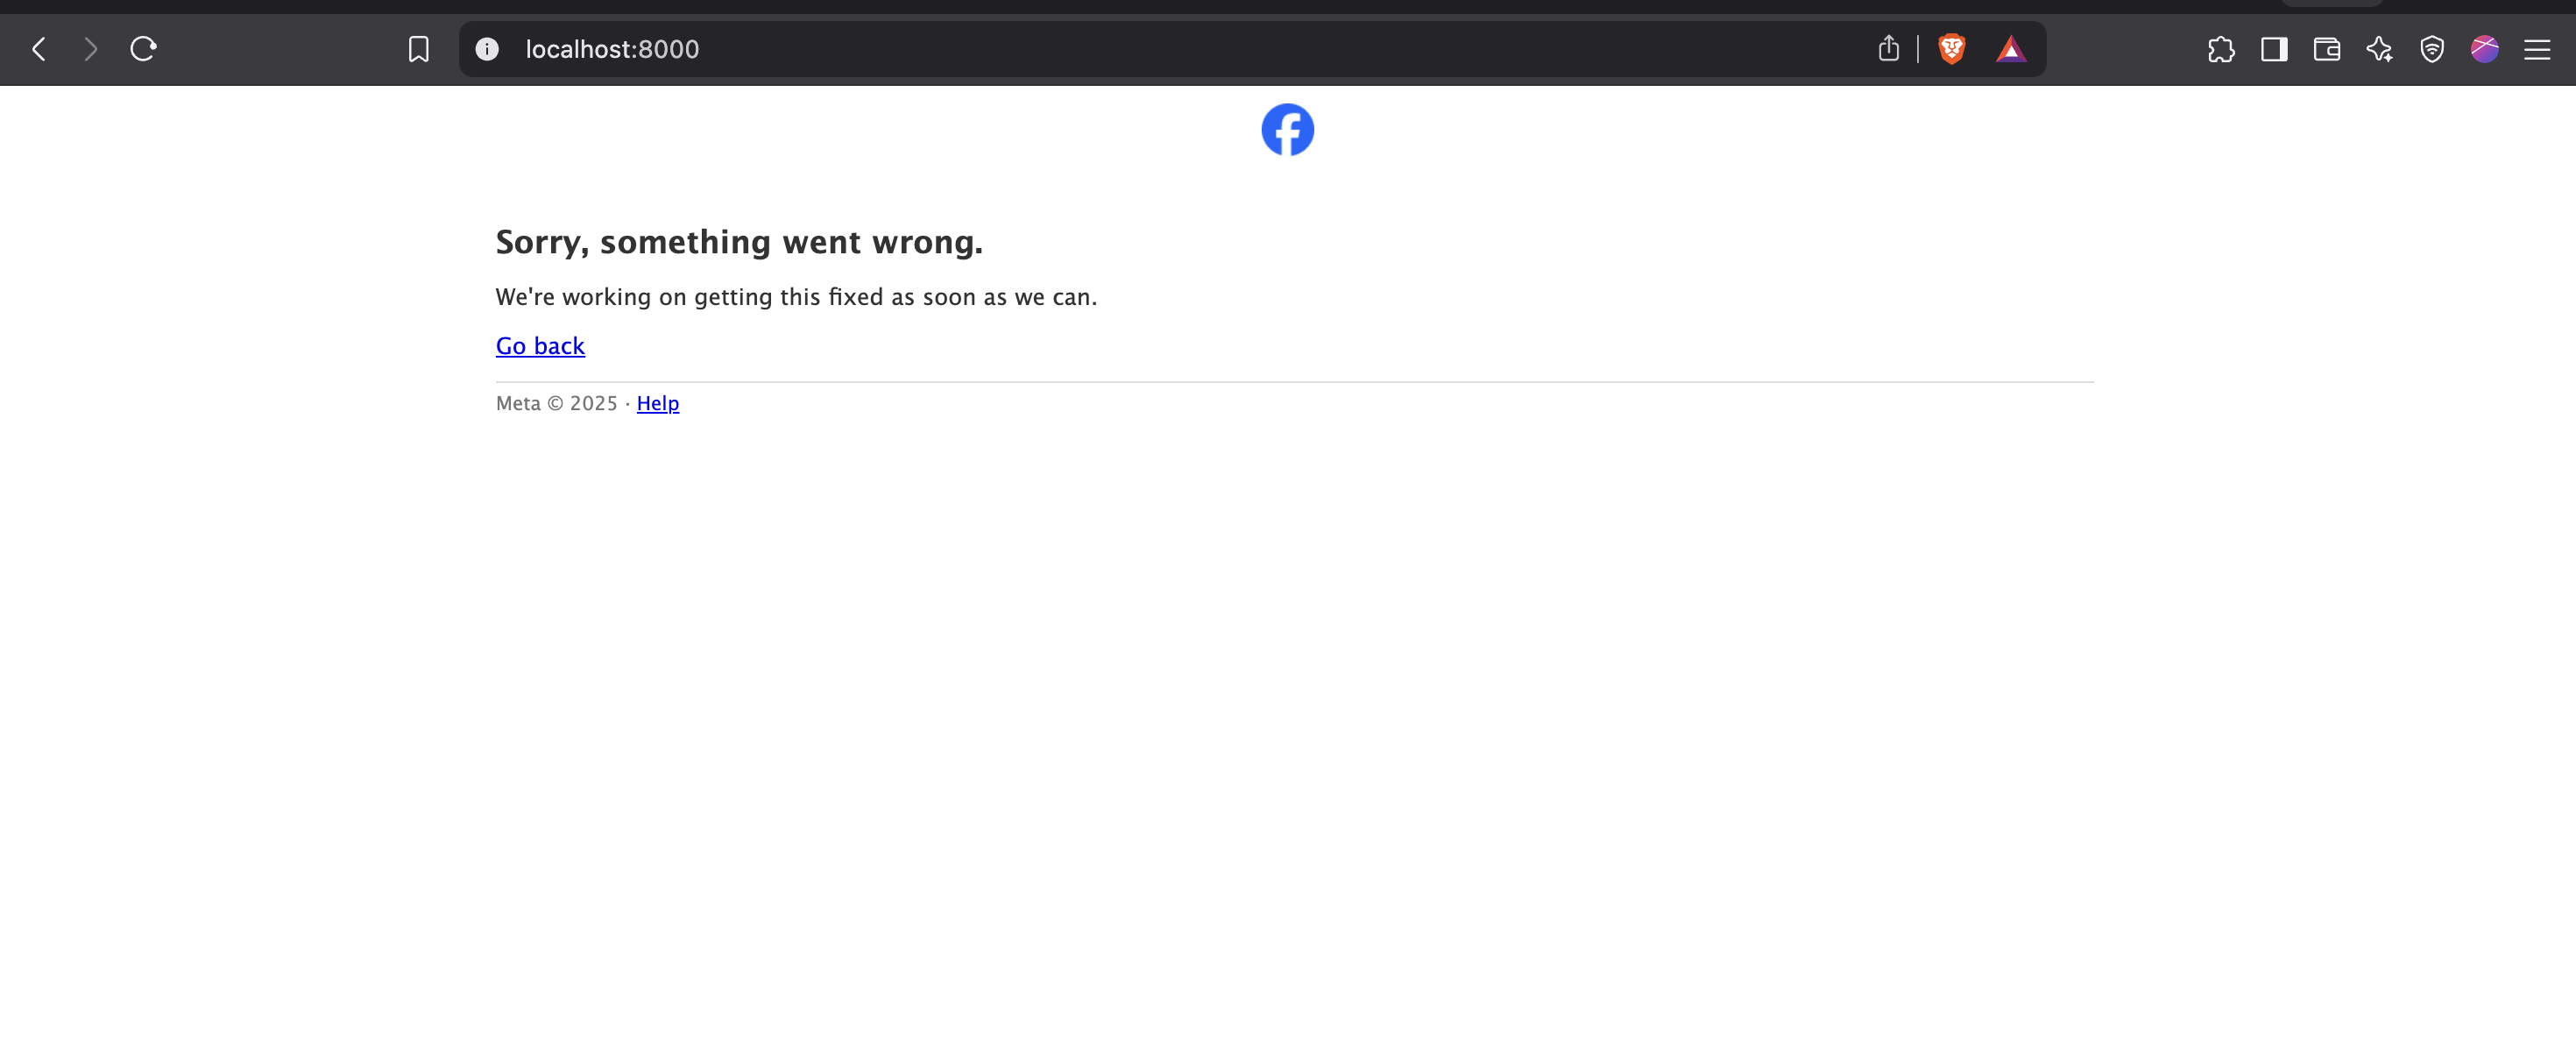 localhost:8000
Sorry, something went wrong.
We're working on getting this fixed as soon as we can.
Go back
Meta © 2025 · Help